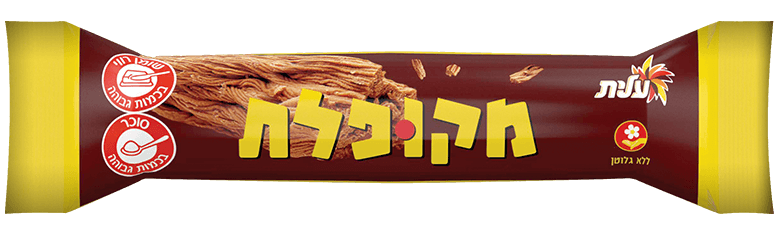 עלית
מקופלת
ללא גלוטן
שומן רווי
בכמות גבוהה
סוכר
בכמות גבוהה